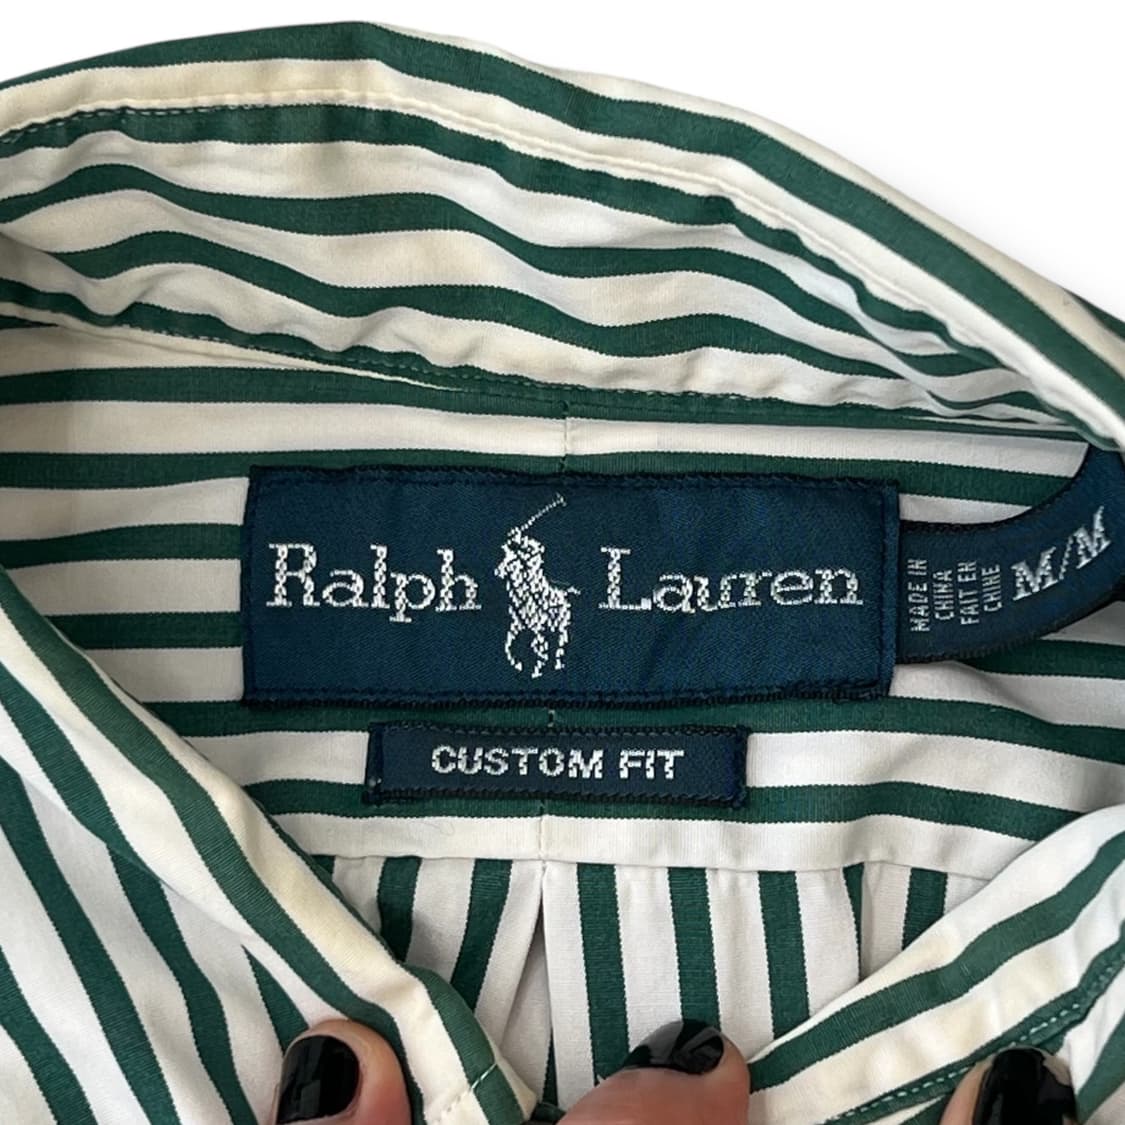 Ralph Lauren
MADE IN
CHINA
FAIT EN
CHINE
M/M
CUSTOM FIT